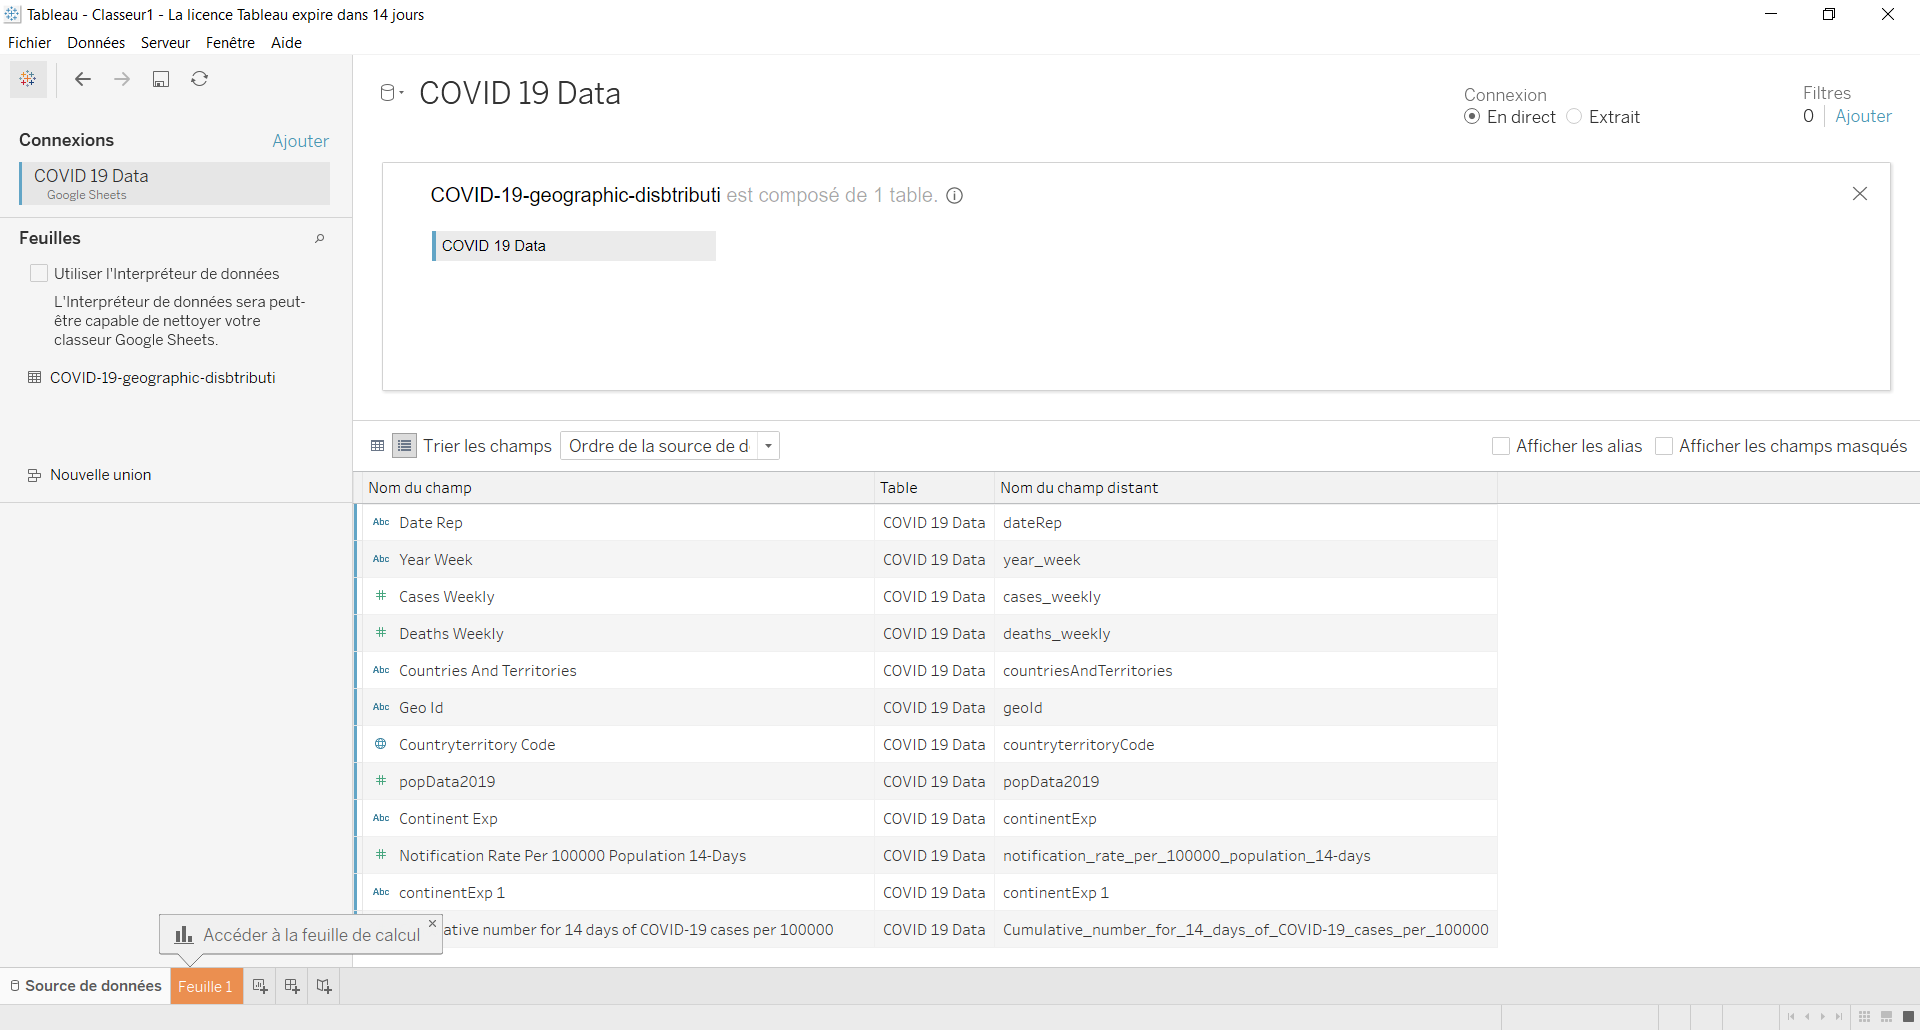 Tableau - Classeur1 - La licence Tableau expire dans 14 jours
Fichier Données Serveur Fenêtre Aide
COVID 19 Data
Connexion
En direct Extrait
Filtres
0 Ajouter
Connexions Ajouter
COVID 19 Data
Google Sheets
Feuilles
Utiliser l'Interpréteur de données
L'Interpréteur de données sera peut-
être capable de nettoyer votre
classeur Google Sheets.
COVID-19-geographic-disbtributi
Nouvelle union
COVID-19-geographic-disbtributi est composé de 1 table.
COVID 19 Data
Trier les champs Ordre de la source de d
Afficher les alias Afficher les champs masqués
Nom du champ Table Nom du champ distant
Abc Date Rep COVID 19 Data dateRep
Abc Year Week COVID 19 Data year_week
# Cases Weekly COVID 19 Data cases_weekly
# Deaths Weekly COVID 19 Data deaths_weekly
Abc Countries And Territories COVID 19 Data countriesAndTerritories
Abc Geo Id COVID 19 Data geoId
Countryterritory Code COVID 19 Data countryterritoryCode
# popData2019 COVID 19 Data popData2019
Abc Continent Exp COVID 19 Data continentExp
# Notification Rate Per 100000 Population 14-Days COVID 19 Data notification_rate_per_100000_population_14-days
Abc continentExp 1 COVID 19 Data continentExp 1
ative number for 14 days of COVID-19 cases per 100000 COVID 19 Data Cumulative_number_for_14_days_of_COVID-19_cases_per_100000
Accéder à la feuille de calcul
Source de données Feuille 1